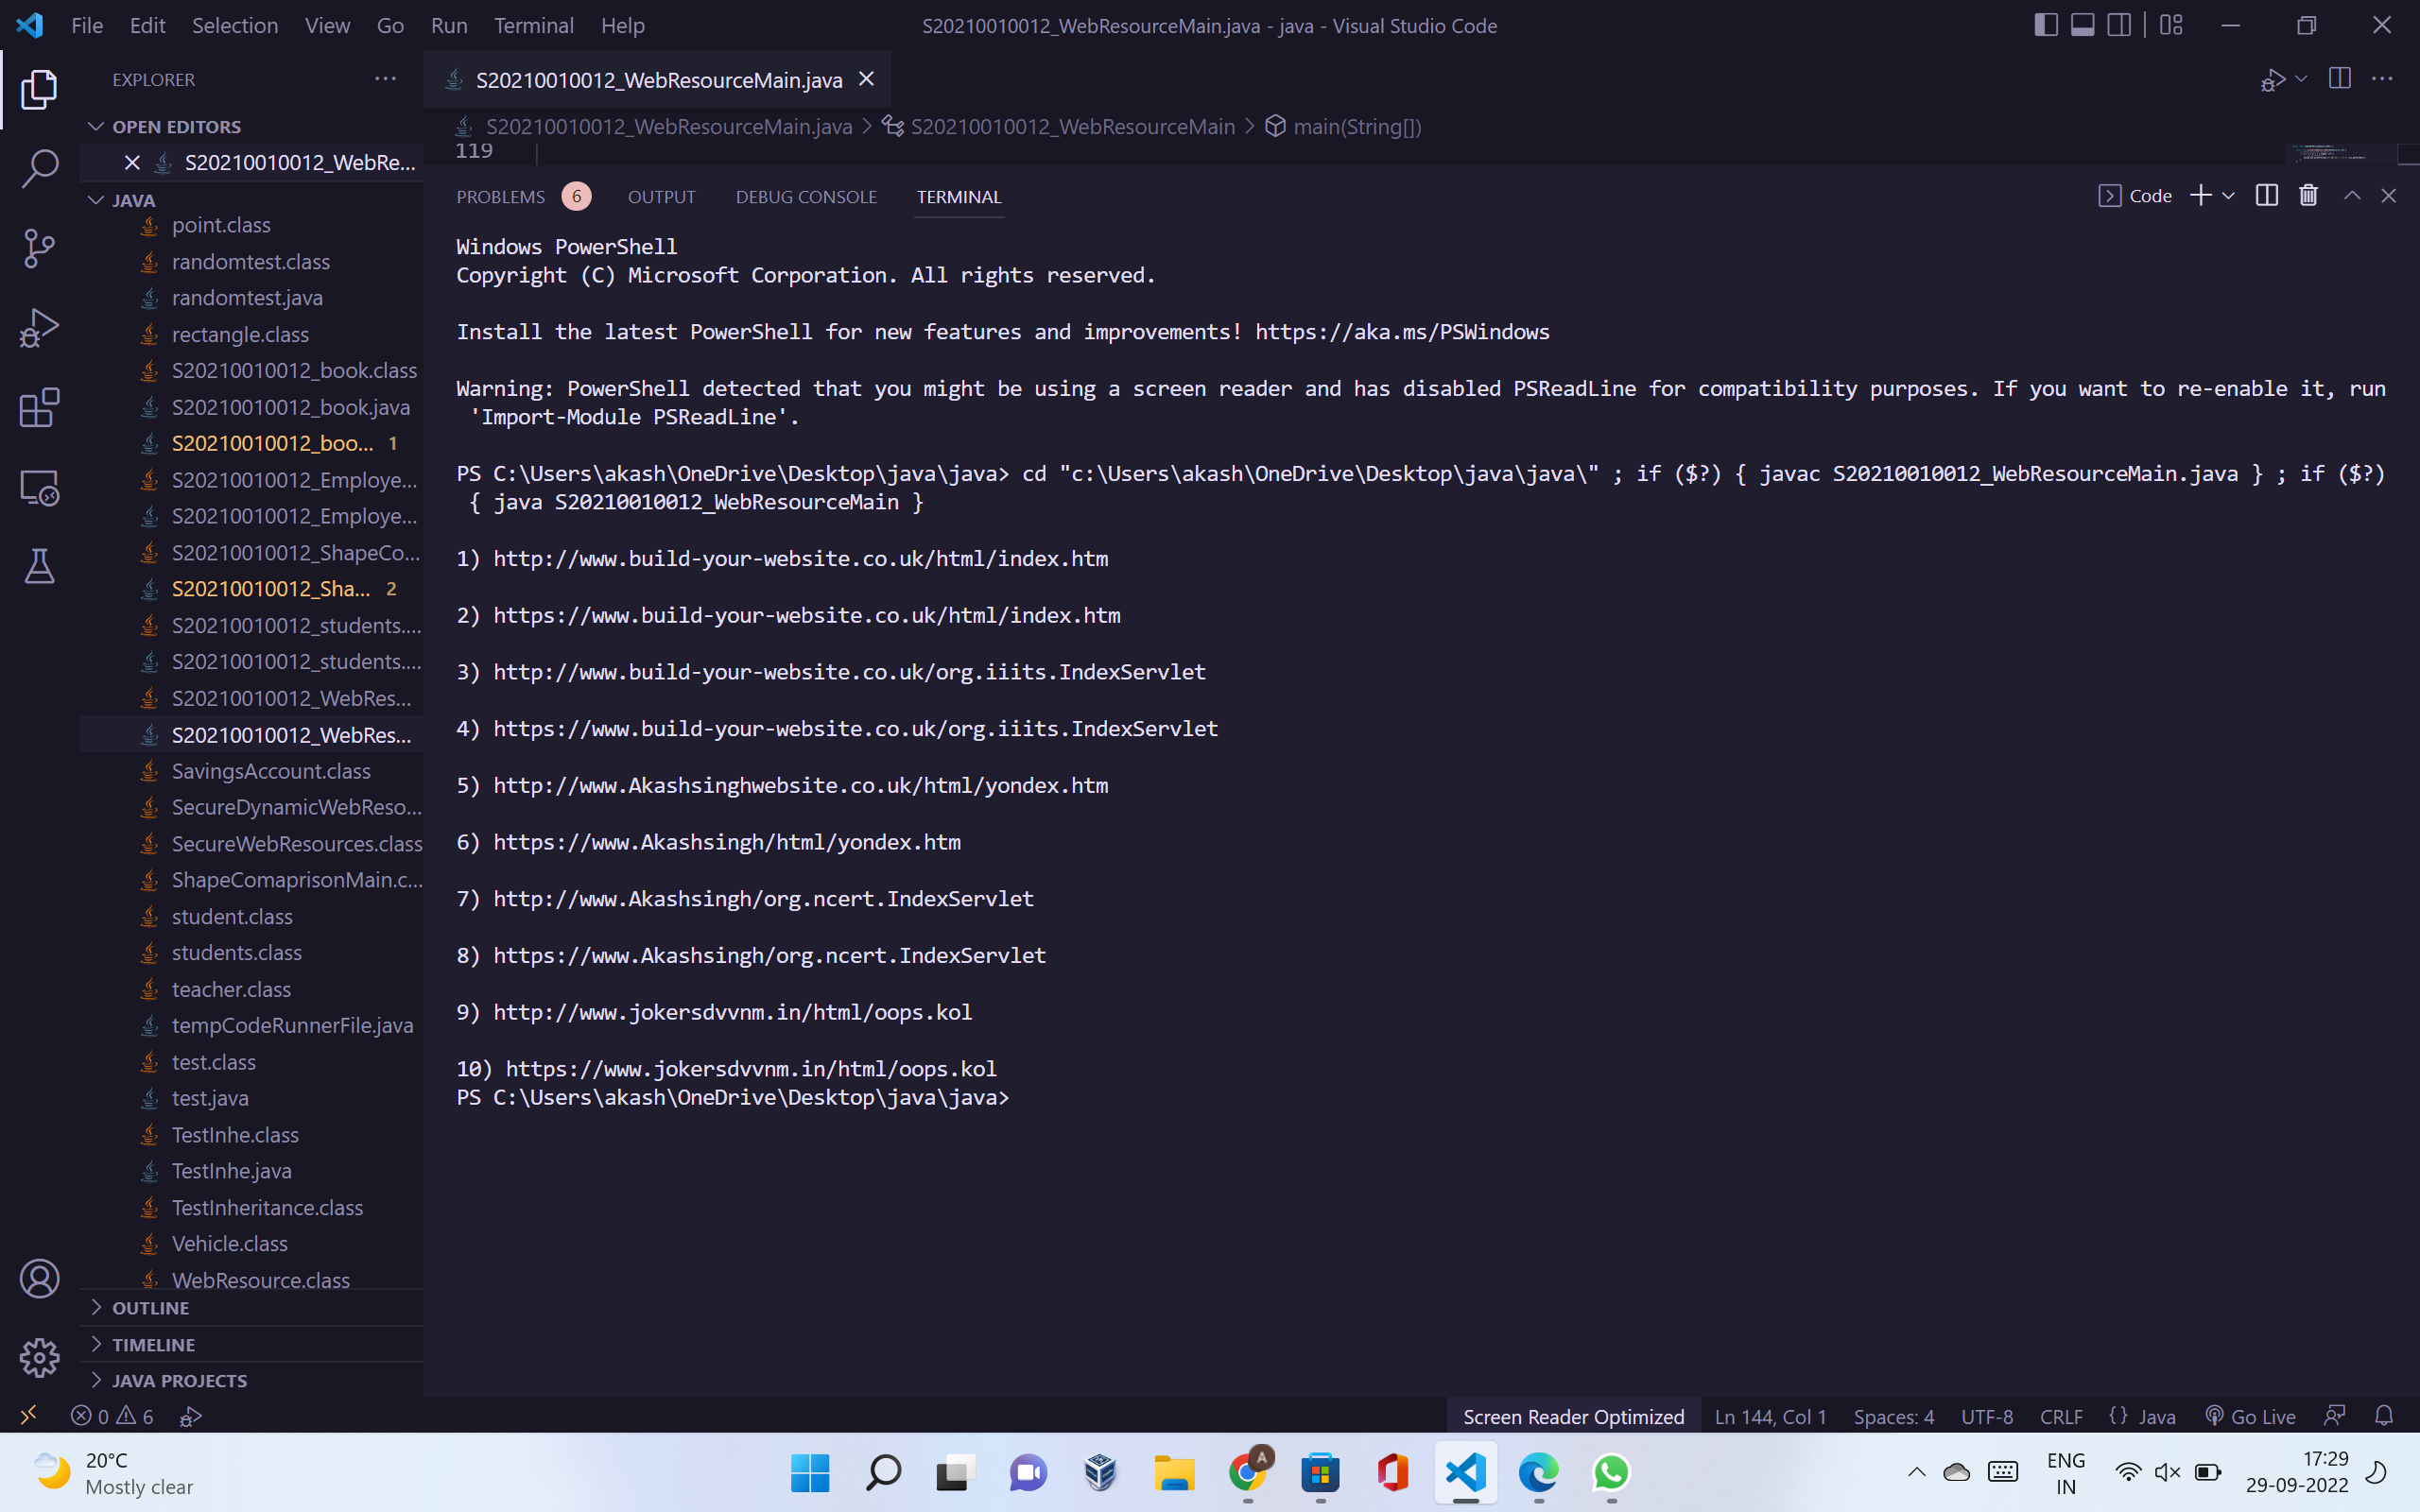 File Edit Selection View Go Run Terminal Help
S20210010012_WebResourceMain.java - java - Visual Studio Code
EXPLORER
OPEN EDITORS
S20210010012_WebRe...
JAVA
point.class
randomtest.class
randomtest.java
rectangle.class
S20210010012_book.class
S20210010012_book.java
S20210010012_boo... 1
S20210010012_Employe...
S20210010012_Employe...
S20210010012_ShapeCo...
S20210010012_Sha... 2
S20210010012_students....
S20210010012_students....
S20210010012_WebRes...
S20210010012_WebRes...
SavingsAccount.class
SecureDynamicWebReso...
SecureWebResources.class
ShapeComaprisonMain.c...
student.class
students.class
teacher.class
tempCodeRunnerFile.java
test.class
test.java
TestInhe.class
TestInhe.java
TestInheritance.class
Vehicle.class
WebResource.class
OUTLINE
TIMELINE
JAVA PROJECTS
S20210010012_WebResourceMain.java
S20210010012_WebResourceMain.java > S20210010012_WebResourceMain > main(String[])
119
PROBLEMS 6 OUTPUT DEBUG CONSOLE TERMINAL
Code
Windows PowerShell
Copyright (C) Microsoft Corporation. All rights reserved.
Install the latest PowerShell for new features and improvements! https://aka.ms/PSWindows
Warning: PowerShell detected that you might be using a screen reader and has disabled PSReadLine for compatibility purposes. If you want to re-enable it, run
'Import-Module PSReadLine'.
PS C:\Users\akash\OneDrive\Desktop\java\java> cd "c:\Users\akash\OneDrive\Desktop\java\java\" ; if ($?) { javac S20210010012_WebResourceMain.java } ; if ($?)
{ java S20210010012_WebResourceMain }
1) http://www.build-your-website.co.uk/html/index.htm
2) https://www.build-your-website.co.uk/html/index.htm
3) http://www.build-your-website.co.uk/org.iiits.IndexServlet
4) https://www.build-your-website.co.uk/org.iiits.IndexServlet
5) http://www.Akashsinghwebsite.co.uk/html/yondex.htm
6) https://www.Akashsingh/html/yondex.htm
7) http://www.Akashsingh/org.ncert.IndexServlet
8) https://www.Akashsingh/org.ncert.IndexServlet
9) http://www.jokersdvvnm.in/html/oops.kol
10) https://www.jokersdvvnm.in/html/oops.kol
PS C:\Users\akash\OneDrive\Desktop\java\java>
0 6
Screen Reader Optimized Ln 144, Col 1 Spaces: 4 UTF-8 CRLF {} Java Go Live
20°C
Mostly clear
A
ENG
IN
17:29
29-09-2022